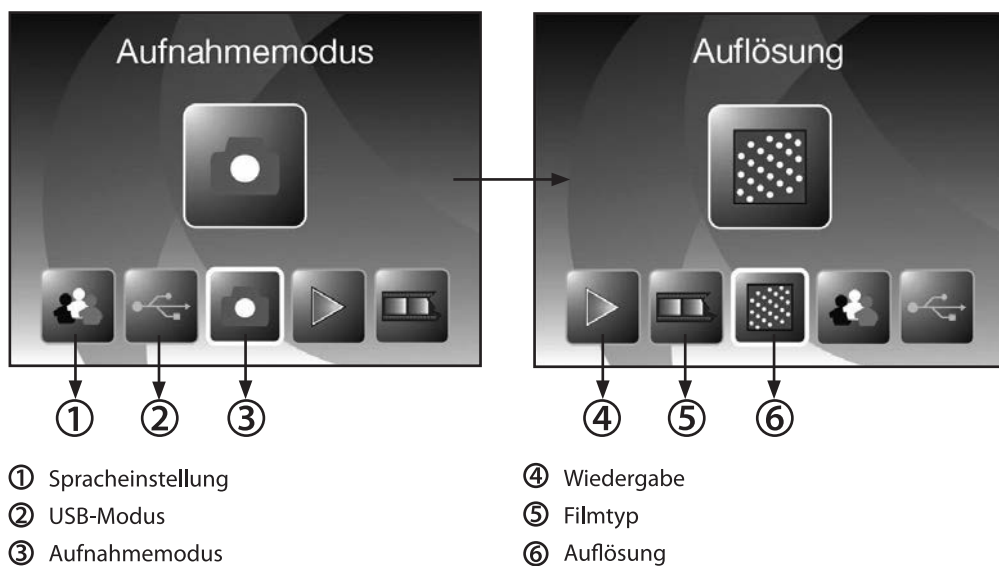 Aufnahmemodus
Auflösung
① ② ③
④ ⑤ ⑥
① Spracheinstellung
② USB-Modus
③ Aufnahmemodus
④ Wiedergabe
⑤ Filmtyp
⑥ Auflösung